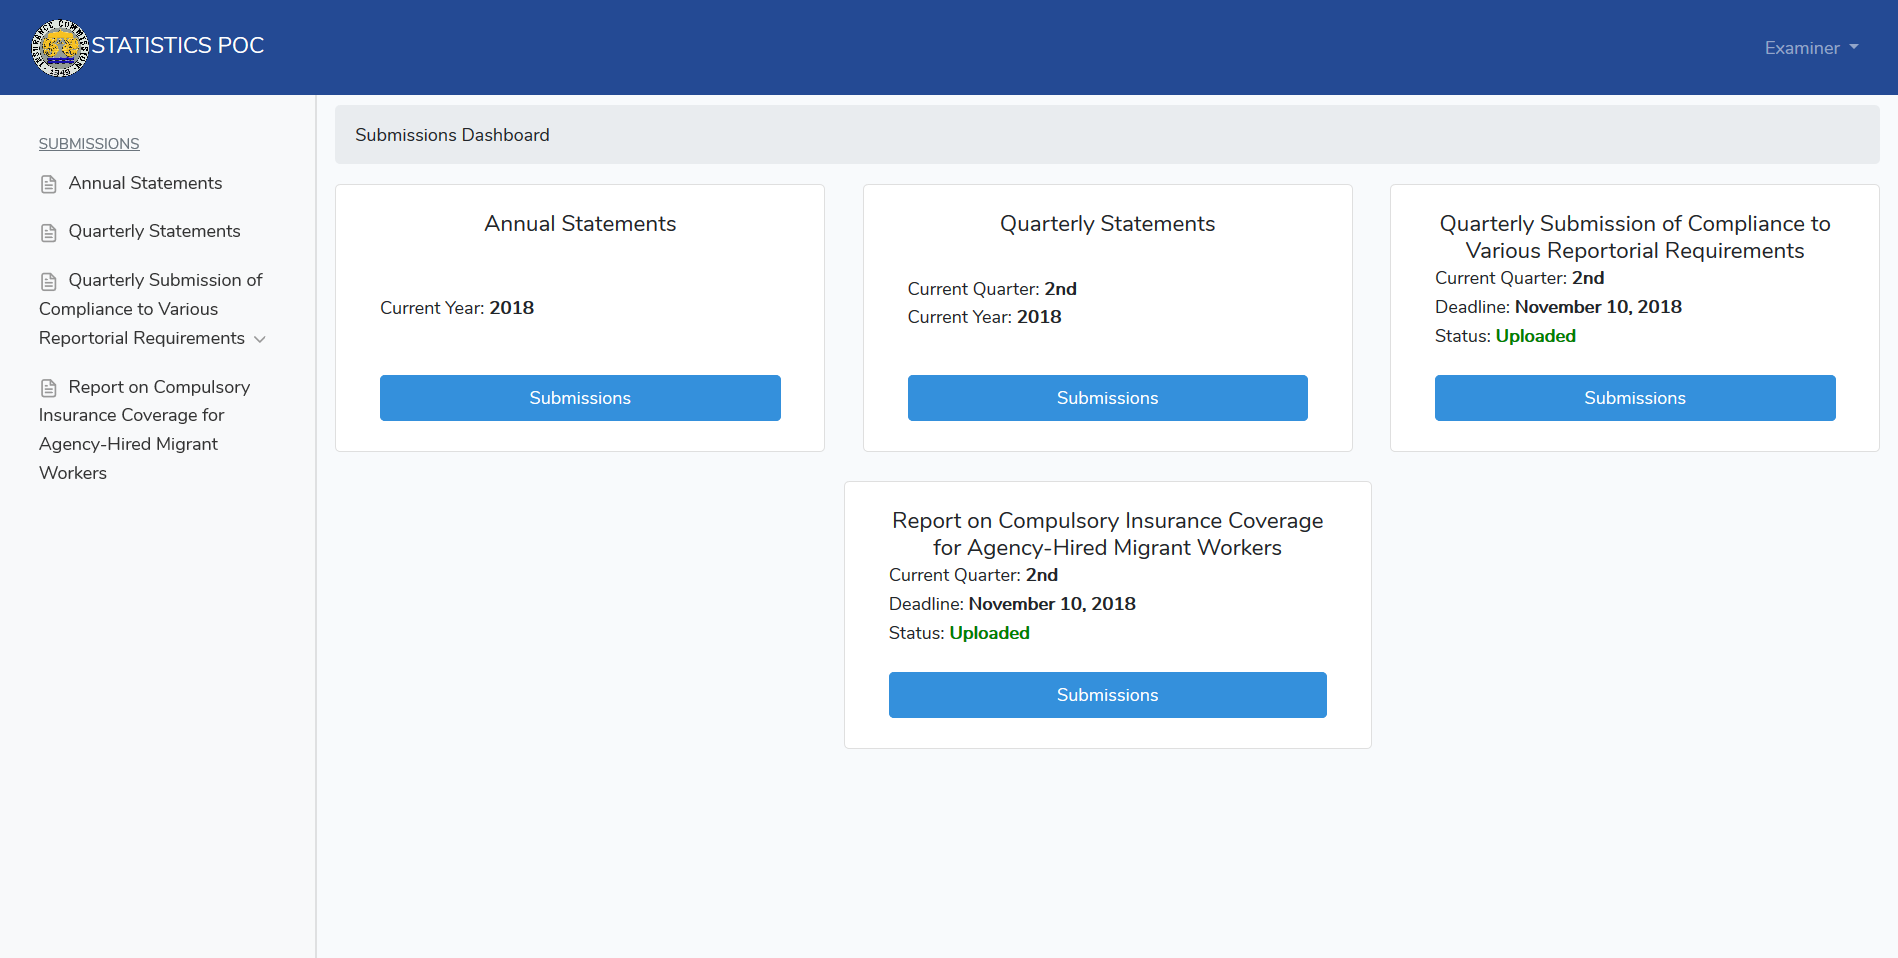 STATISTICS POC
Examiner
SUBMISSIONS
Annual Statements
Quarterly Statements
Quarterly Submission of
Compliance to Various
Reportorial Requirements
Report on Compulsory
Insurance Coverage for
Agency-Hired Migrant
Workers
Submissions Dashboard
Annual Statements
Current Year: 2018
Submissions
Quarterly Statements
Current Quarter: 2nd
Current Year: 2018
Submissions
Quarterly Submission of Compliance to
Various Reportorial Requirements
Current Quarter: 2nd
Deadline: November 10, 2018
Status: Uploaded
Submissions
Report on Compulsory Insurance Coverage
for Agency-Hired Migrant Workers
Current Quarter: 2nd
Deadline: November 10, 2018
Status: Uploaded
Submissions